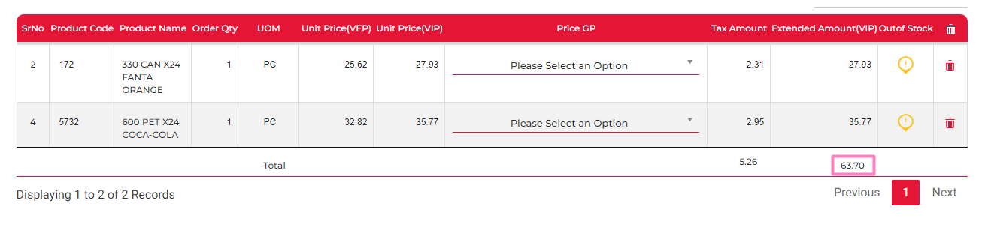 SrNo Product Code Product Name Order Qty UOM Unit Price(VEP) Unit Price(VIP) Price GP Tax Amount Extended Amount(VIP) Outof Stock
2 172 330 CAN X24 1 PC 25.62 27.93 Please Select an Option 2.31 27.93
FANTA
ORANGE
4 5732 600 PET X24 1 PC 32.82 35.77 Please Select an Option 2.95 35.77
COCA-COLA
Total 5.26 63.70
Displaying 1 to 2 of 2 Records Previous 1 Next